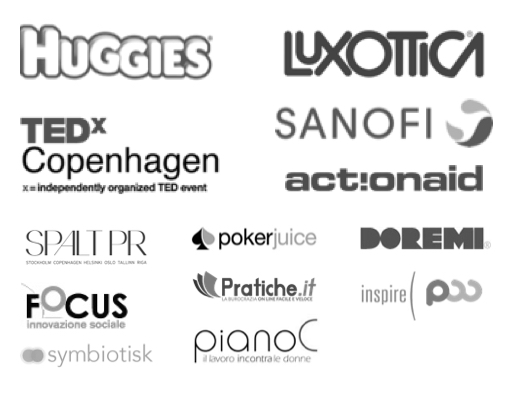 HUGGIES®
LUXOTTICA®
TEDx
Copenhagen
x = independently organized TED event
SANOFI
act!onaid
SPALT PR
STOCKHOLM COPENHAGEN HELSINKI OSLO TALLINN RIGA
pokerjuice
DOREMI®
FOCUS
innovazione sociale
Pratiche.it
LA BUROCRAZIA ON LINE FACILE E VELOCE
inspire(
symbiotisk
pianoC
il lavoro incontra le donne